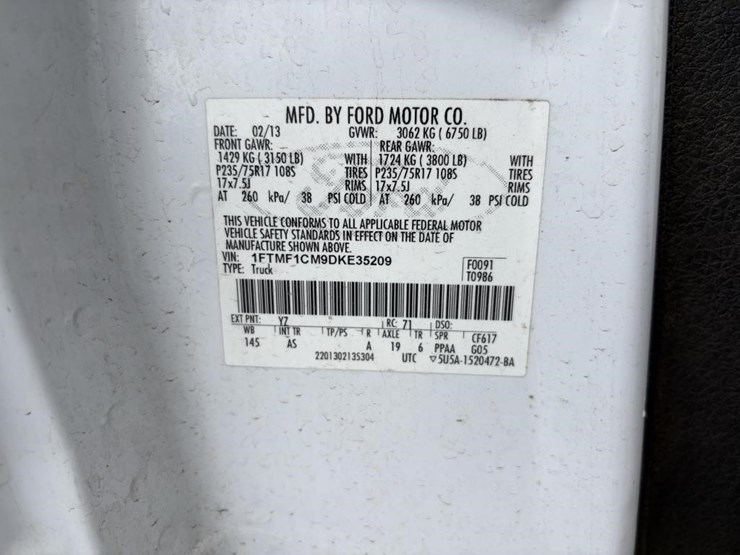 MFD. BY FORD MOTOR CO.
DATE: 02/13 GVWR: 3062 KG ( 6750 LB)
FRONT GAWR: REAR GAWR:
1429 KG ( 3150 LB) WITH 1724 KG ( 3800 LB) WITH
P235/75R17 108S TIRES P235/75R17 108S TIRES
17x7.5J RIMS 17x7.5J RIMS
AT 260 kPa/ 38 PSI COLD AT 260 kPa/ 38 PSI COLD
THIS VEHICLE CONFORMS TO ALL APPLICABLE FEDERAL MOTOR
VEHICLE SAFETY STANDARDS IN EFFECT ON THE DATE OF
MANUFACTURE SHOWN ABOVE.
VIN: 1FTMF1CM9DKE35209
TYPE: Truck
F0091
T0986
EXT PNT: YZ RC: 71 DSO:
WB INT TR TP/PS R AXLE TR SPR CF617
145 AS A 19 6 PPAA G05
2201302135304 UTC ▽5U5A-1520472-BA